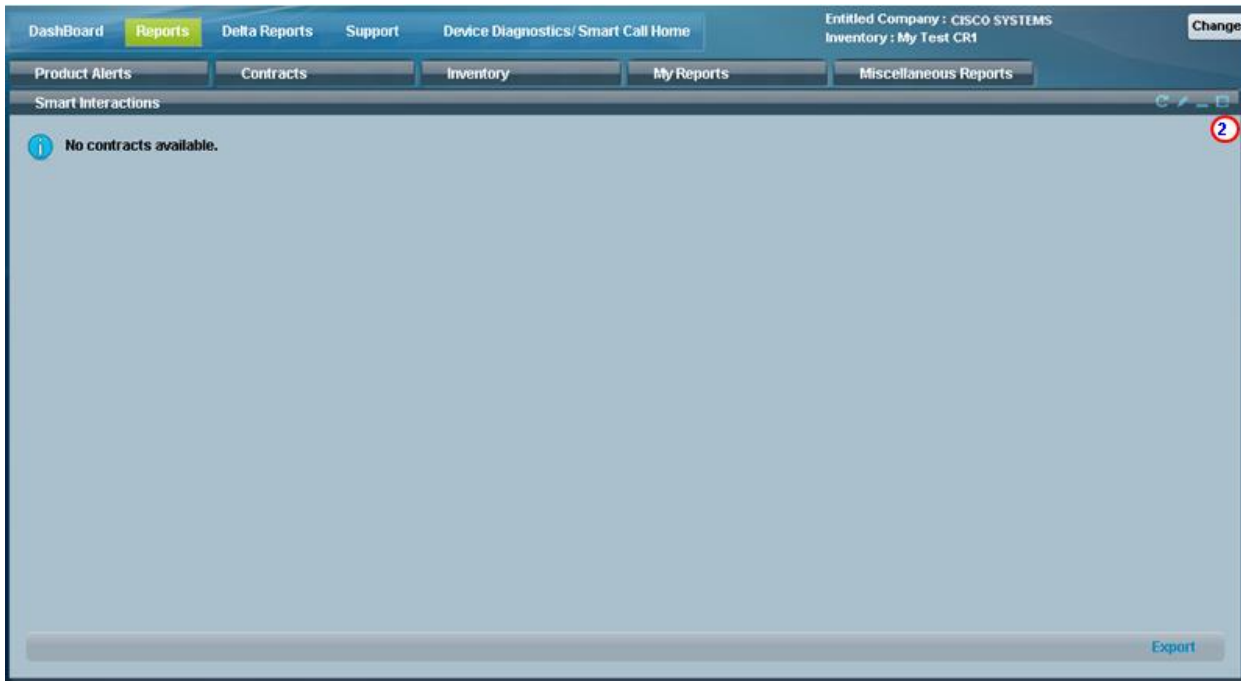 DashBoard Reports Delta Reports Support Device Diagnostics/ Smart Call Home
Entitled Company : CISCO SYSTEMS
Inventory : My Test CR1
Change
Product Alerts Contracts Inventory My Reports Miscellaneous Reports
Smart Interactions
2
No contracts available.
Export